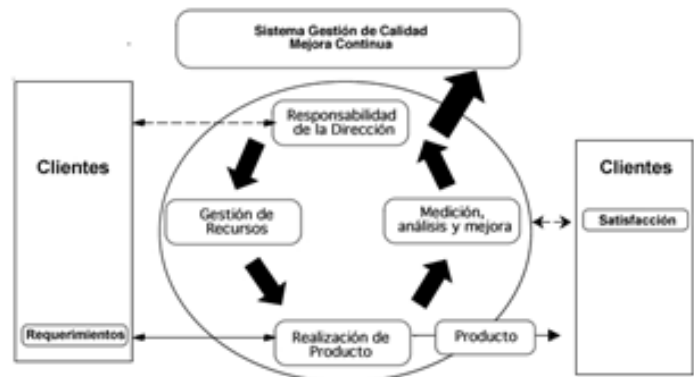 Sistema Gestión de Calidad
Mejora Continua
Responsabilidad
de la Dirección
Clientes
Gestión de
Recursos
Medición,
análisis y mejora
Clientes
Satisfacción
Requerimientos
Realización de
Producto
Producto